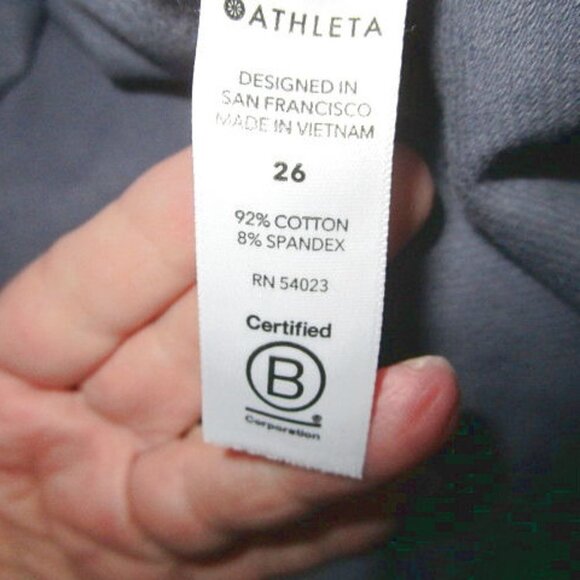 ATHLETA
DESIGNED IN
SAN FRANCISCO
MADE IN VIETNAM
26
92% COTTON
8% SPANDEX
RN 54023
Certified
B
®
Corporation